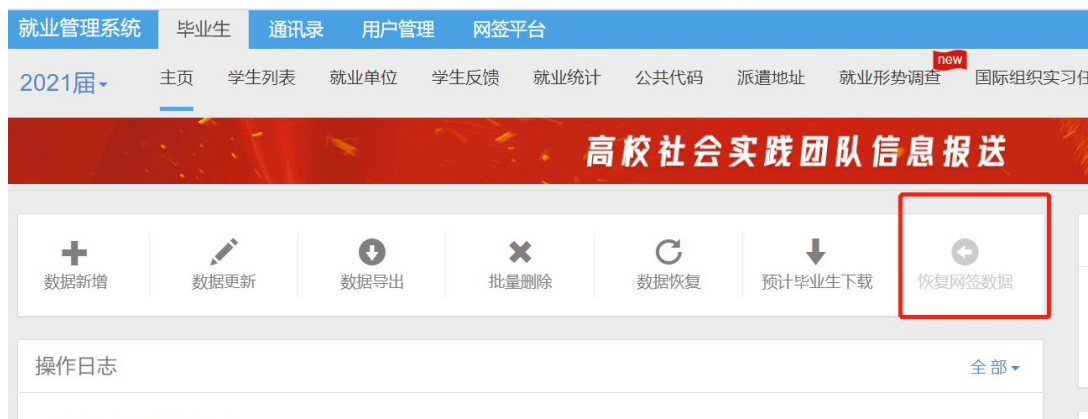 就业管理系统 毕业生 通讯录 用户管理 网签平台
2021届 主页 学生列表 就业单位 学生反馈 就业统计 公共代码 派遣地址 就业形势调查 new 国际组织实习任
高校社会实践团队信息报送
数据新增 数据更新 数据导出 批量删除 数据恢复 预计毕业生下载 恢复网签数据
操作日志 全部